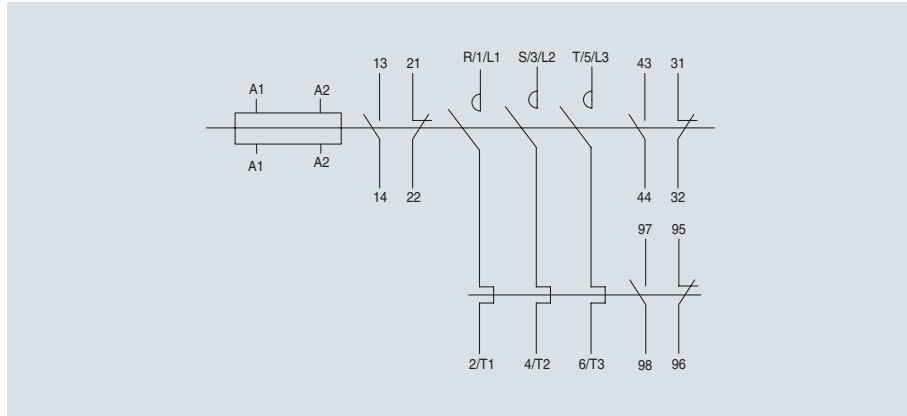 R/1/L1 S/3/L2 T/5/L3
13 21 43 31
A1 A2
A1 A2
14 22 44 32
97 95
2/T1 4/T2 6/T3 98 96